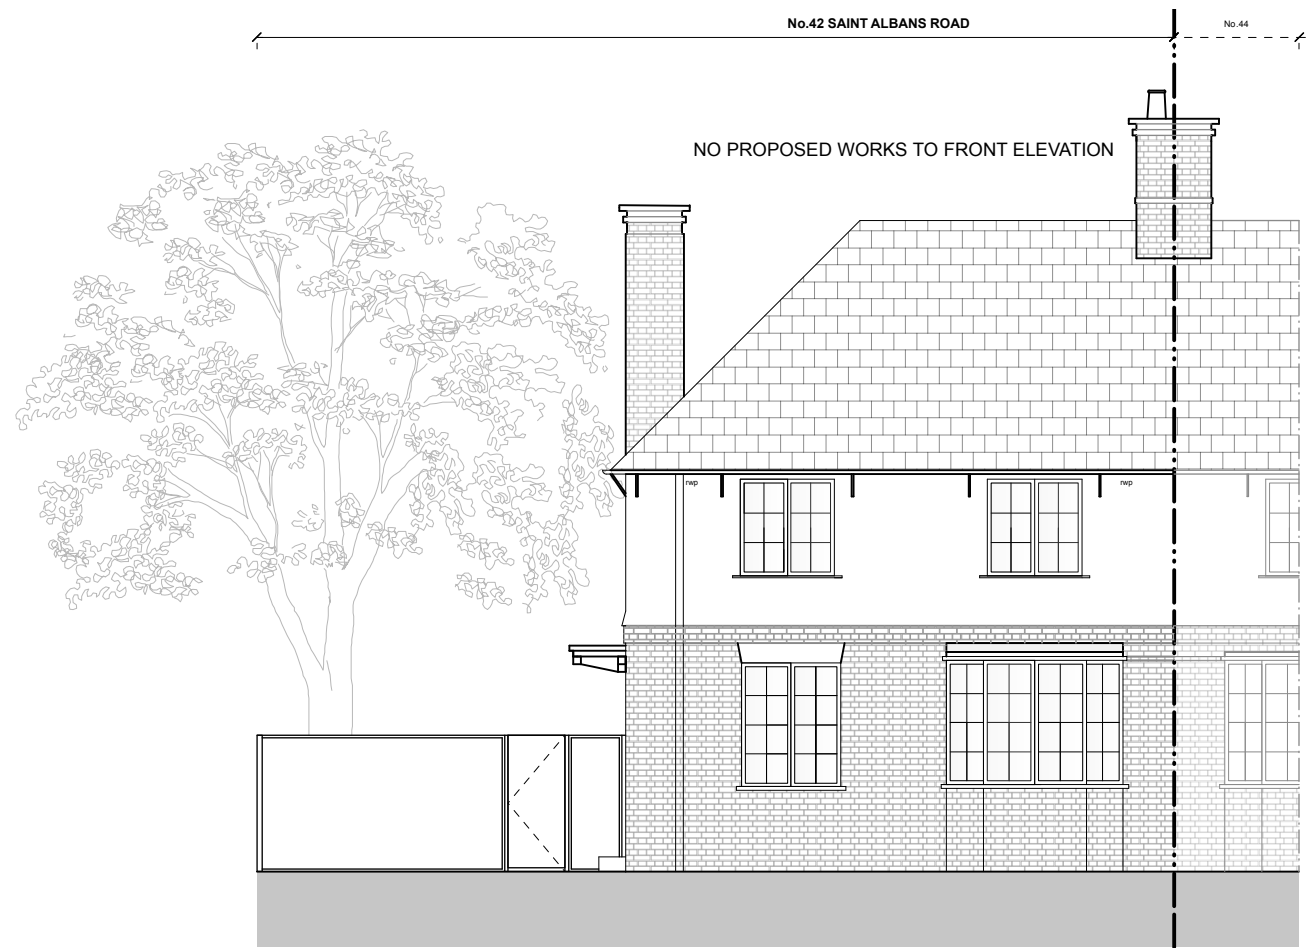 No.42 SAINT ALBANS ROAD
No.44
NO PROPOSED WORKS TO FRONT ELEVATION
rwp
rwp